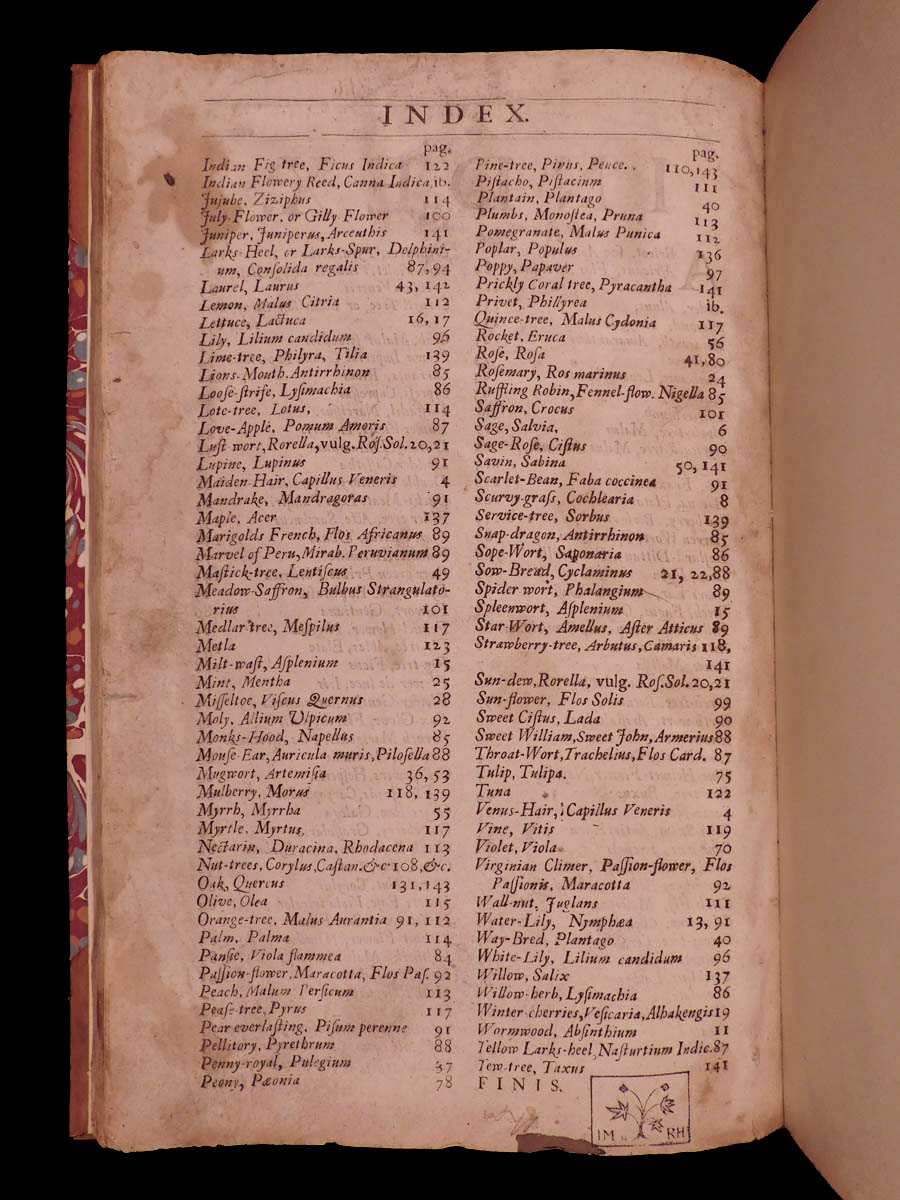 INDEX.
pag.
Indian Fig tree, Ficus Indica 122
Indian Flowery Reed, Canna Indica, ib.
Jujube, Ziziphus 114
July-Flower, or Gilly-Flower 100
Juniper, Juniperus, Arceuthis 141
Larks-Heel, or Larks-Spur, Delphini-
um, Conſolida regalis 87, 94
Laurel, Laurus 43, 142
Lemon, Malus Citria 112
Lettuce, Lactuca 16, 17
Lily, Lilium candidum 96
Lime-tree, Philyra, Tilia 139
Lions-Mouth, Antirrhinon 85
Looſe-ſtrife, Lyſimachia 86
Lote-tree, Lotus, 114
Love-Apple, Pomum Amoris 87
Luſt-wort, Rorella, vulg. Roſ. Sol. 20, 21
Lupine, Lupinus 91
Maiden-Hair, Capillus Veneris 4
Mandrake, Mandragoras 91
Maple, Acer 137
Marigolds French, Flos Africanus 89
Marvel of Peru, Mirab. Peruvianum 89
Maſtick-tree, Lentiſcus 49
Meadow-Saffron, Bulbus Strangulato-
rius 101
Medlar tree, Meſpilus 117
Metla 123
Milt-waſt, Aſplenium 15
Mint, Mentha 25
Miſſeltoe, Viſcus Quernus 28
Moly, Allium Ulpicum 92
Monks-Hood, Napellus 85
Mouſe-Ear, Auricula muris, Piloſella 88
Mugwort, Artemiſia 36, 53
Mulberry, Morus 118, 139
Myrrh, Myrrha 55
Myrtle, Myrtus, 117
Nectarin, Duracina, Rhodacena 113
Nut-trees, Corylus, Caſtan. &c 108, &c.
Oak, Quercus 131, 143
Olive, Olea 115
Orange-tree, Malus Aurantia 91, 112
Palm, Palma 114
Panſie, Viola flammea 84
Paſſion-flower, Maracotta, Flos Paſ. 92
Peach, Malum Perſicum 113
Peaſe-tree, Pyrus 117
Pear everlaſting, Piſum perenne 91
Pellitory, Pyrethrum 88
Penny-royal, Pulegium 37
Peony, Pæonia 78
pag.
Pine-tree, Pinus, Peuce. 110, 143
Piſtacho, Piſtacium 111
Plantain, Plantago 40
Plumbs, Monoſtea, Pruna 113
Pomegranate, Malus Punica 112
Poplar, Populus 136
Poppy, Papaver 97
Prickly Coral tree, Pyracantha 141
Privet, Phillyrea ib.
Quince-tree, Malus Cydonia 117
Rocket, Eruca 56
Roſe, Roſa 41, 80
Roſemary, Ros marinus 24
Ruffling Robin, Fennel-flow. Nigella 85
Saffron, Crocus 101
Sage, Salvia, 6
Sage-Roſe, Ciſtus 90
Savin, Sabina 50, 141
Scarlet-Bean, Faba coccinea 91
Scurvy-graſs, Cochlearia 8
Service-tree, Sorbus 139
Snap-dragon, Antirrhinon 85
Sope-Wort, Saponaria 86
Sow-Bread, Cyclaminus 21, 22, 88
Spider wort, Phalangium 89
Spleenwort, Aſplenium 15
Star-Wort, Amellus, Aſter Atticus 89
Strawberry-tree, Arbutus, Camaris 118,
141
Sun-dew, Rorella, vulg. Roſ. Sol. 20, 21
Sun-flower, Flos Solis 99
Sweet Ciſtus, Lada 90
Sweet William, Sweet John, Armerius 88
Throat-Wort, Trachelius, Flos Card. 87
Tulip, Tulipa. 75
Tuna 122
Venus-Hair, Capillus Veneris 4
Vine, Vitis 119
Violet, Viola 70
Virginian Climer, Paſſion-flower, Flos
Paſſionis, Maracotta 92
Wall-nut, Juglans 111
Water-Lily, Nymphæa 13, 91
Way-Bred, Plantago 40
White-Lily, Lilium candidum 96
Willow, Salix 137
Willow-herb, Lyſimachia 86
Winter-cherries, Veſicaria, Alhakengi 19
Wormwood, Abſinthium 11
Yellow Larks-heel, Naſturtium Indic. 87
Yew-tree, Taxus 141
FINIS.
IM RH